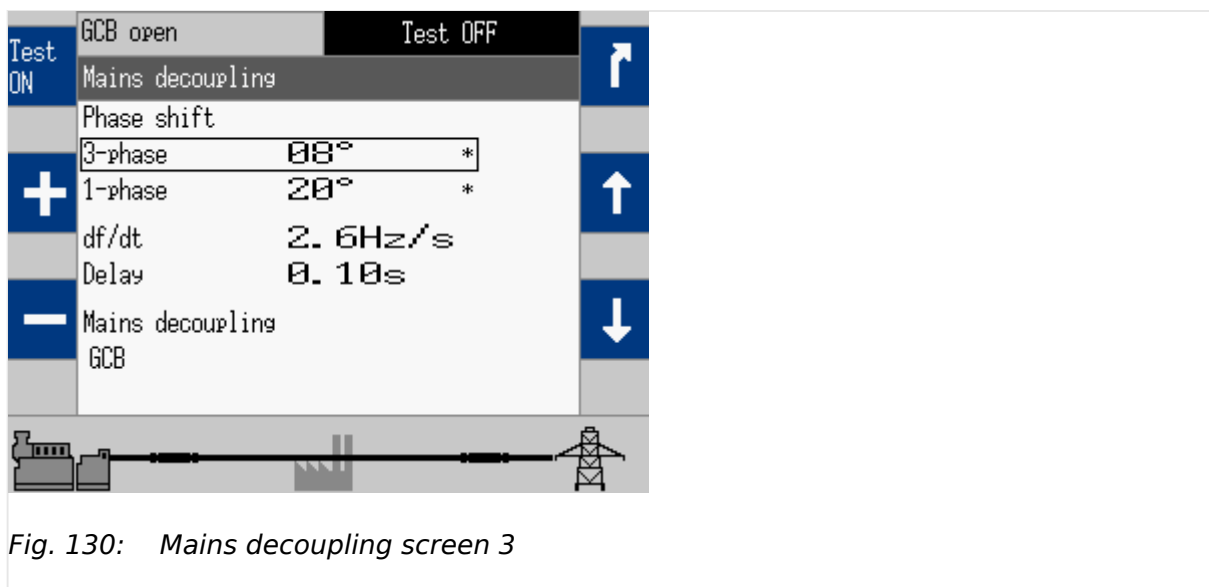 GCB open Test OFF
Test
ON
Mains decoupling
Phase shift
3-phase 08° *
1-phase 20° *
df/dt 2.6Hz/s
Delay 0.10s
Mains decoupling
GCB
Fig. 130: Mains decoupling screen 3